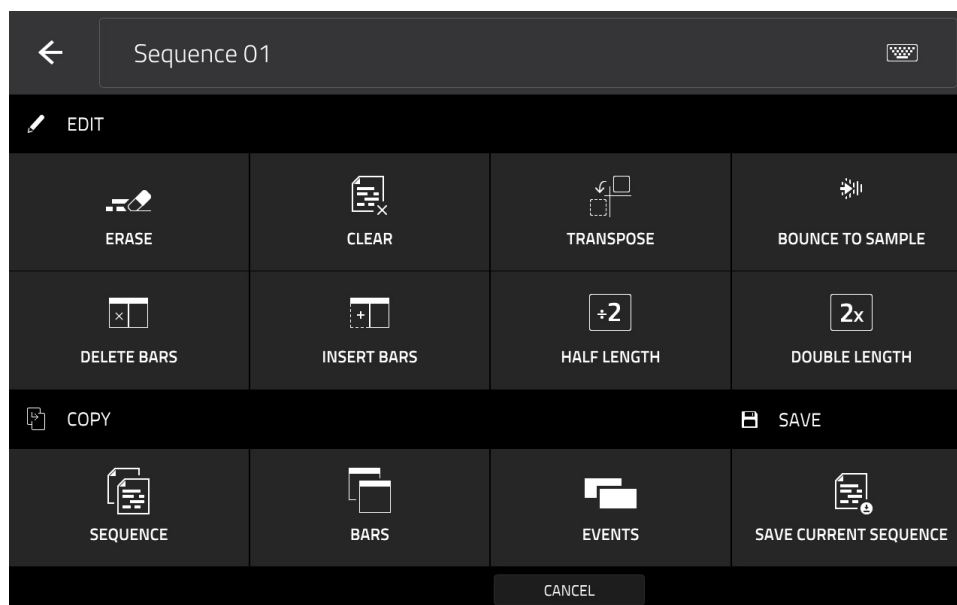 Sequence 01
EDIT
ERASE CLEAR TRANSPOSE BOUNCE TO SAMPLE
÷2 2x
DELETE BARS INSERT BARS HALF LENGTH DOUBLE LENGTH
COPY SAVE
SEQUENCE BARS EVENTS SAVE CURRENT SEQUENCE
CANCEL